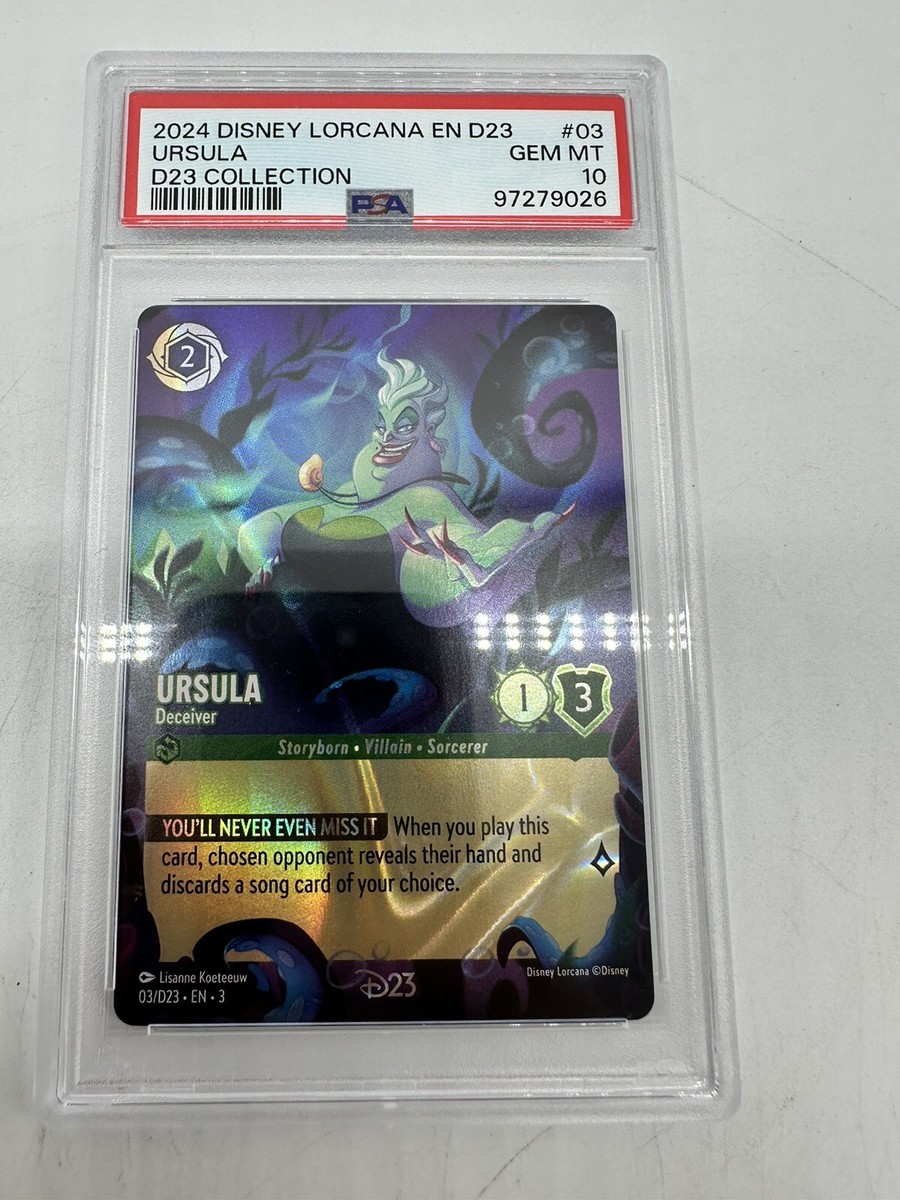 2024 DISNEY LORCANA EN D23 #03
URSULA GEM MT
D23 COLLECTION 10
PSA 97279026
2
URSULA 1 3
Deceiver
Storyborn • Villain • Sorcerer
YOU'LL NEVER EVEN MISS IT When you play this
card, chosen opponent reveals their hand and
discards a song card of your choice.
Lisanne Koeteeuw D23 Disney Lorcana ©Disney
03/D23 • EN • 3